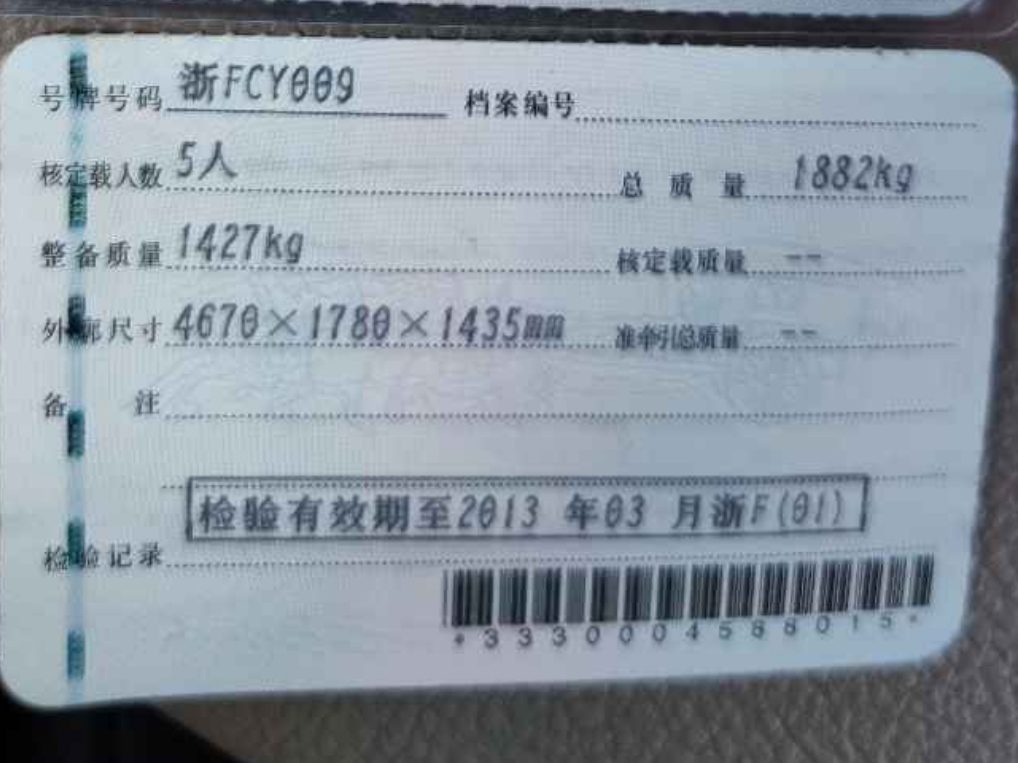 号牌号码 浙FCY009 档案编号
核定载人数 5人 总质量 1882kg
整备质量 1427kg 核定载质量 --
外廓尺寸 4670×1780×1435mm 准牵引总质量 --
备注
检验有效期至2013 年03 月浙F(01)
检验记录
*3330004588015*